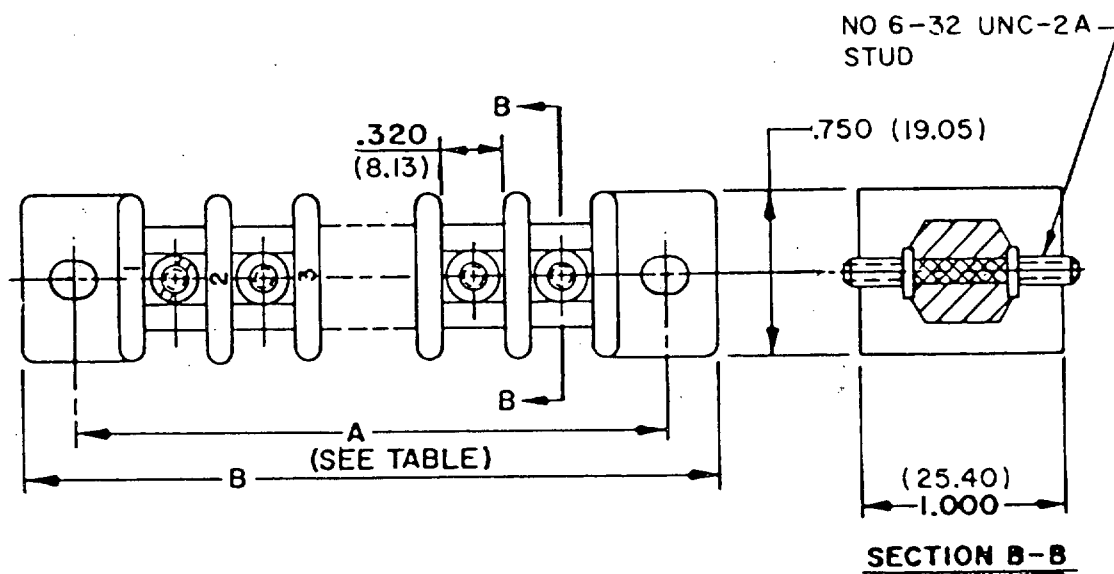 NO 6-32 UNC-2A
STUD
B
.320
(8.13)
.750 (19.05)
1
2
3
B
A
(SEE TABLE)
B
(25.40)
1.000
SECTION B-B